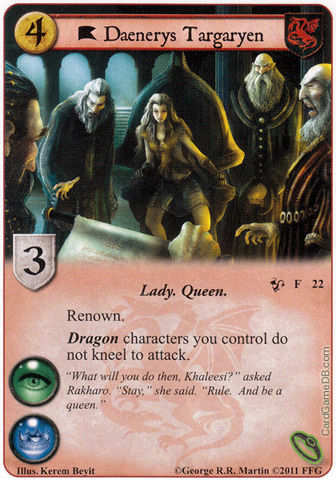 4
Daenerys Targaryen
3
Lady. Queen.
F 22
Renown.
Dragon characters you control do
not kneel to attack.
"What will you do then, Khaleesi?" asked
Rakharo. "Stay," she said. "Rule. And be a
queen."
Illus. Kerem Beyit
©George R.R. Martin ©2011 FFG
CardGameDB.com